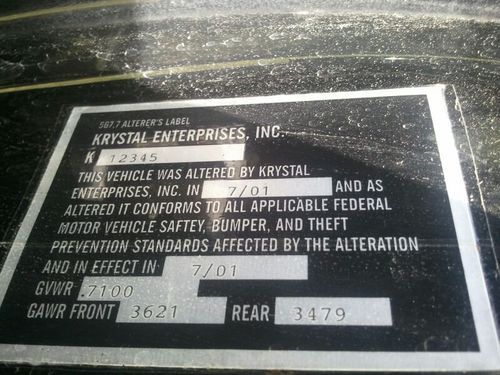 567.7 ALTERER'S LABEL
KRYSTAL ENTERPRISES, INC.
K 12345
THIS VEHICLE WAS ALTERED BY KRYSTAL
ENTERPRISES, INC. IN 7/01 AND AS
ALTERED IT CONFORMS TO ALL APPLICABLE FEDERAL
MOTOR VEHICLE SAFTEY, BUMPER, AND THEFT
PREVENTION STANDARDS AFFECTED BY THE ALTERATION
AND IN EFFECT IN 7/01
GVWR .7100
GAWR FRONT 3621 REAR 3479